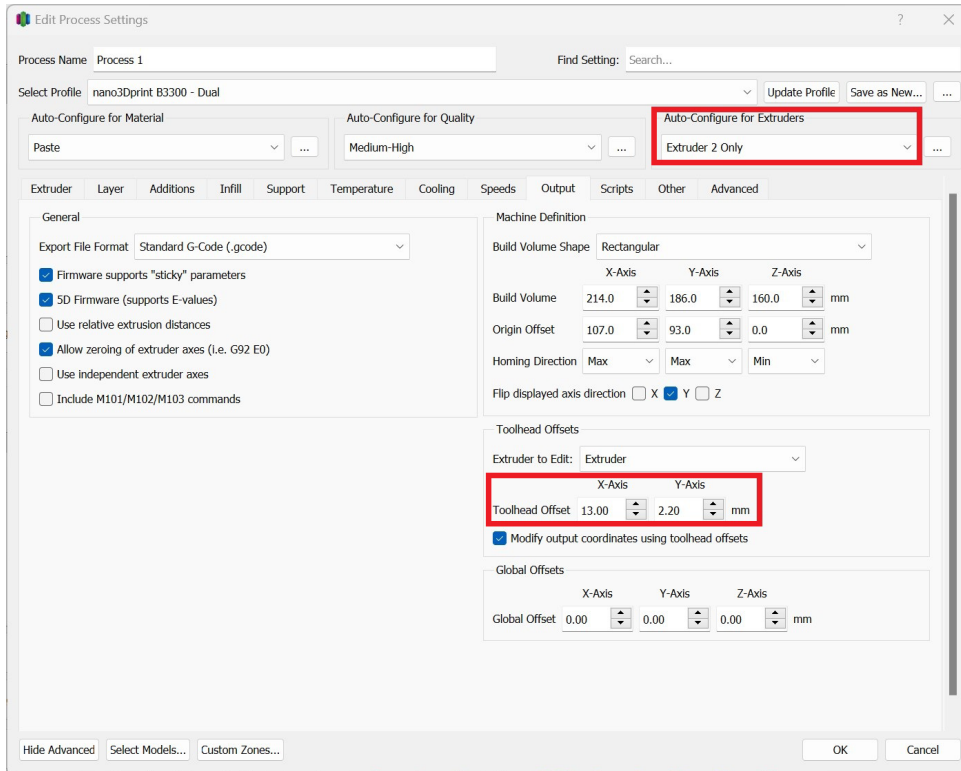 Edit Process Settings ?
Process Name Process 1 Find Setting: Search...
Select Profile nano3Dprint B3300 - Dual Update Profile Save as New... ...
Auto-Configure for Material Auto-Configure for Quality Auto-Configure for Extruders
Paste ... Medium-High ... Extruder 2 Only ...
Extruder Layer Additions Infill Support Temperature Cooling Speeds Output Scripts Other Advanced
General
Export File Format Standard G-Code (.gcode)
Firmware supports "sticky" parameters
5D Firmware (supports E-values)
Use relative extrusion distances
Allow zeroing of extruder axes (i.e. G92 E0)
Use independent extruder axes
Include M101/M102/M103 commands
Machine Definition
Build Volume Shape Rectangular
X-Axis Y-Axis Z-Axis
Build Volume 214.0 186.0 160.0 mm
Origin Offset 107.0 93.0 0.0 mm
Homing Direction Max Max Min
Flip displayed axis direction X Y Z
Toolhead Offsets
Extruder to Edit: Extruder
X-Axis Y-Axis
Toolhead Offset 13.00 2.20 mm
Modify output coordinates using toolhead offsets
Global Offsets
X-Axis Y-Axis Z-Axis
Global Offset 0.00 0.00 0.00 mm
Hide Advanced Select Models... Custom Zones... OK Cancel